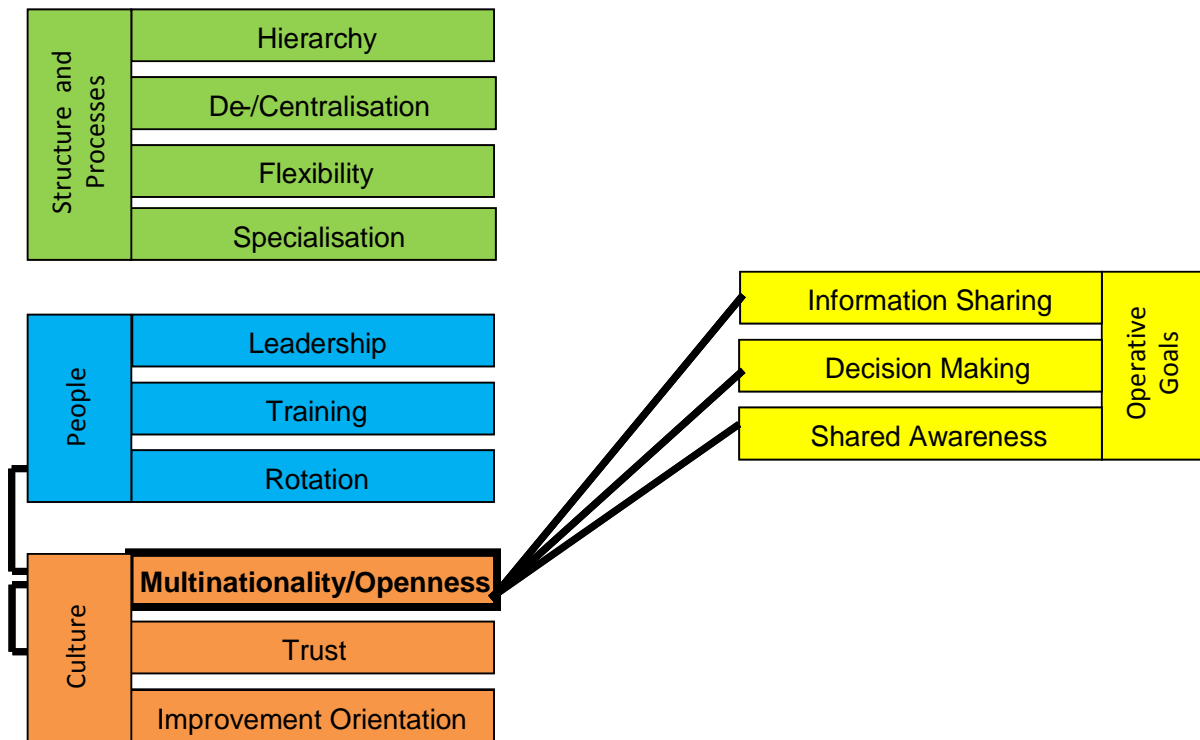 Structure and
Processes
Hierarchy
De-/Centralisation
Flexibility
Specialisation
People
Leadership
Training
Rotation
Culture
Multinationality/Openness
Trust
Improvement Orientation
Information Sharing
Decision Making
Shared Awareness
Operative
Goals